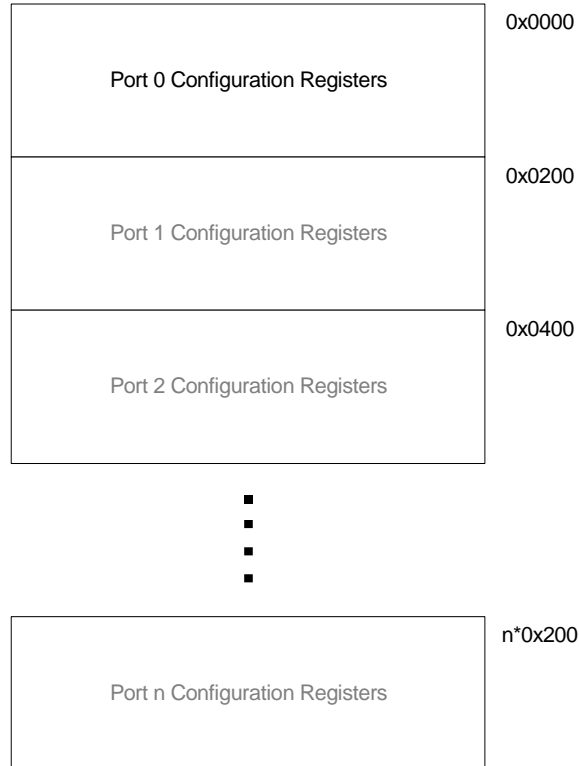 0x0000
Port 0 Configuration Registers
0x0200
Port 1 Configuration Registers
0x0400
Port 2 Configuration Registers
n*0x200
Port n Configuration Registers